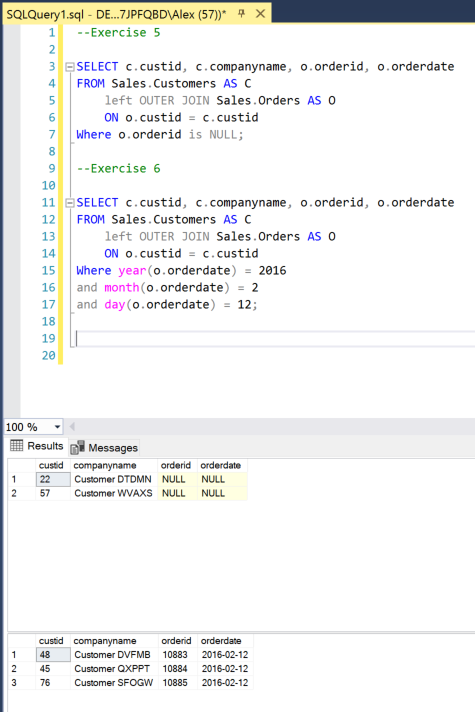 SQLQuery1.sql - DE...7JPFQBD\Alex (57))*
1 --Exercise 5
2
3 SELECT c.custid, c.companyname, o.orderid, o.orderdate
4 FROM Sales.Customers AS C
5 left OUTER JOIN Sales.Orders AS O
6 ON o.custid = c.custid
7 Where o.orderid is NULL;
8
9 --Exercise 6
10
11 SELECT c.custid, c.companyname, o.orderid, o.orderdate
12 FROM Sales.Customers AS C
13 left OUTER JOIN Sales.Orders AS O
14 ON o.custid = c.custid
15 Where year(o.orderdate) = 2016
16 and month(o.orderdate) = 2
17 and day(o.orderdate) = 12;
18
19
20
100 %
Results Messages
custid companyname orderid orderdate
1 22 Customer DTDMN NULL NULL
2 57 Customer WVAXS NULL NULL
custid companyname orderid orderdate
1 48 Customer DVFMB 10883 2016-02-12
2 45 Customer QXPPT 10884 2016-02-12
3 76 Customer SFOGW 10885 2016-02-12